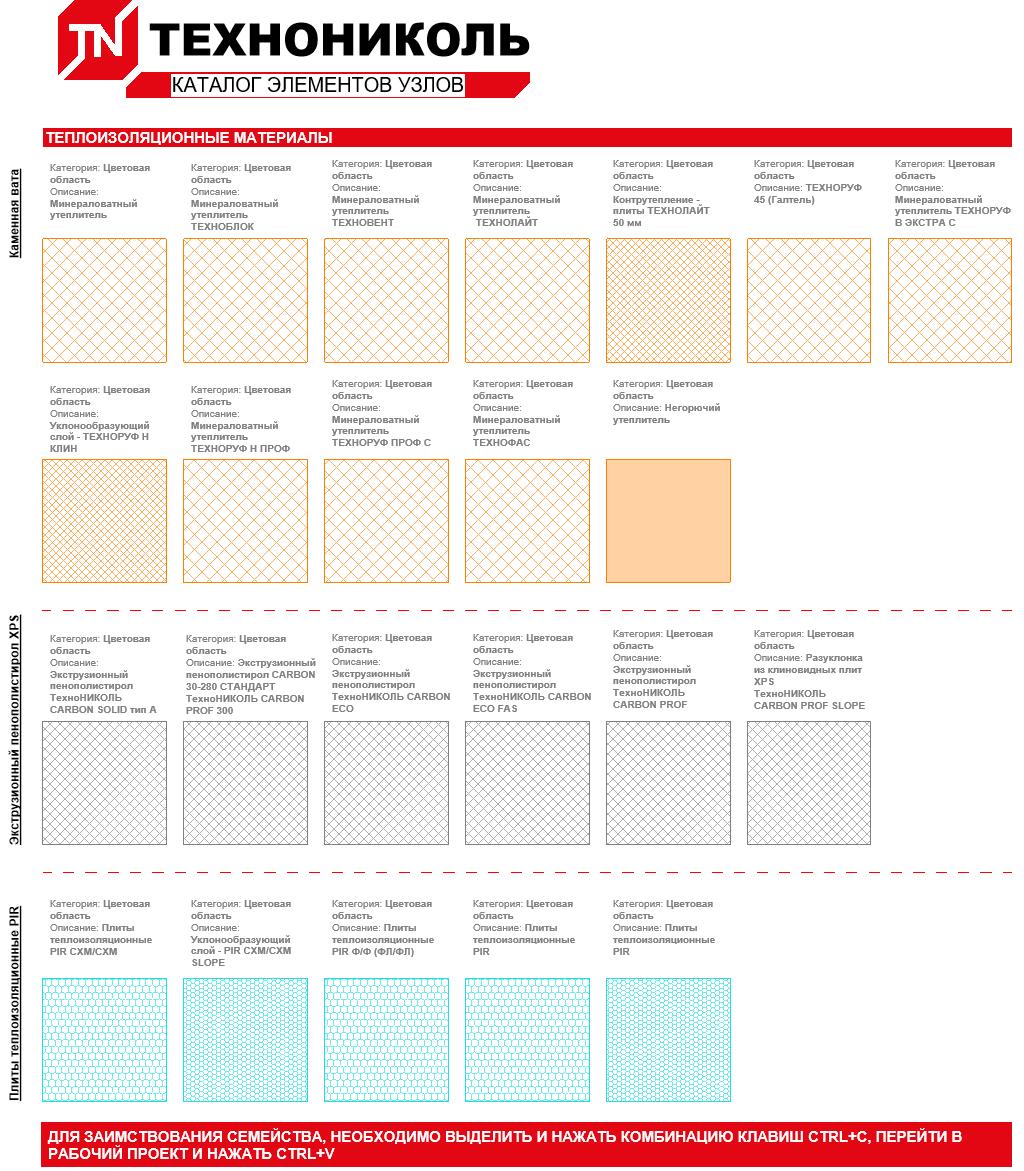 TN ТЕХНОНИКОЛЬ
КАТАЛОГ ЭЛЕМЕНТОВ УЗЛОВ
ТЕПЛОИЗОЛЯЦИОННЫЕ МАТЕРИАЛЫ
Каменная вата
Категория: Цветовая
область
Описание:
Минераловатный
утеплитель
Категория: Цветовая
область
Описание:
Минераловатный
утеплитель
ТЕХНОБЛОК
Категория: Цветовая
область
Описание:
Минераловатный
утеплитель
ТЕХНОВЕНТ
Категория: Цветовая
область
Описание:
Минераловатный
утеплитель
ТЕХНОЛАЙТ
Категория: Цветовая
область
Описание:
Контрутепление -
плиты ТЕХНОЛАЙТ
50 мм
Категория: Цветовая
область
Описание: ТЕХНОРУФ
45 (Галтель)
Категория: Цветовая
область
Описание:
Минераловатный
утеплитель ТЕХНОРУФ
В ЭКСТРА С
Категория: Цветовая
область
Описание:
Уклонообразующий
слой - ТЕХНОРУФ Н
КЛИН
Категория: Цветовая
область
Описание:
Минераловатный
утеплитель
ТЕХНОРУФ Н ПРОФ
Категория: Цветовая
область
Описание:
Минераловатный
утеплитель
ТЕХНОРУФ ПРОФ С
Категория: Цветовая
область
Описание:
Минераловатный
утеплитель
ТЕХНОФАС
Категория: Цветовая
область
Описание: Негорючий
утеплитель
Экструзионный пенополистирол XPS
Категория: Цветовая
область
Описание:
Экструзионный
пенополистирол
ТехноНИКОЛЬ
CARBON SOLID тип А
Категория: Цветовая
область
Описание: Экструзионный
пенополистирол CARBON
30-280 СТАНДАРТ
ТехноНИКОЛЬ CARBON
PROF 300
Категория: Цветовая
область
Описание:
Экструзионный
пенополистирол
ТехноНИКОЛЬ CARBON
ECO
Категория: Цветовая
область
Описание:
Экструзионный
пенополистирол
ТехноНИКОЛЬ CARBON
ECO FAS
Категория: Цветовая
область
Описание:
Экструзионный
пенополистирол
ТехноНИКОЛЬ
CARBON PROF
Категория: Цветовая
область
Описание: Разуклонка
из клиновидных плит
XPS
ТехноНИКОЛЬ
CARBON PROF SLOPE
Плиты теплоизоляционные PIR
Категория: Цветовая
область
Описание: Плиты
теплоизоляционные
PIR СХМ/СХМ
Категория: Цветовая
область
Описание:
Уклонообразующий
слой - PIR СХМ/СХМ
SLOPE
Категория: Цветовая
область
Описание: Плиты
теплоизоляционные
PIR Ф/Ф (ФЛ/ФЛ)
Категория: Цветовая
область
Описание: Плиты
теплоизоляционные
PIR
Категория: Цветовая
область
Описание: Плиты
теплоизоляционные
PIR
ДЛЯ ЗАИМСТВОВАНИЯ СЕМЕЙСТВА, НЕОБХОДИМО ВЫДЕЛИТЬ И НАЖАТЬ КОМБИНАЦИЮ КЛАВИШ CTRL+C, ПЕРЕЙТИ В
РАБОЧИЙ ПРОЕКТ И НАЖАТЬ CTRL+V